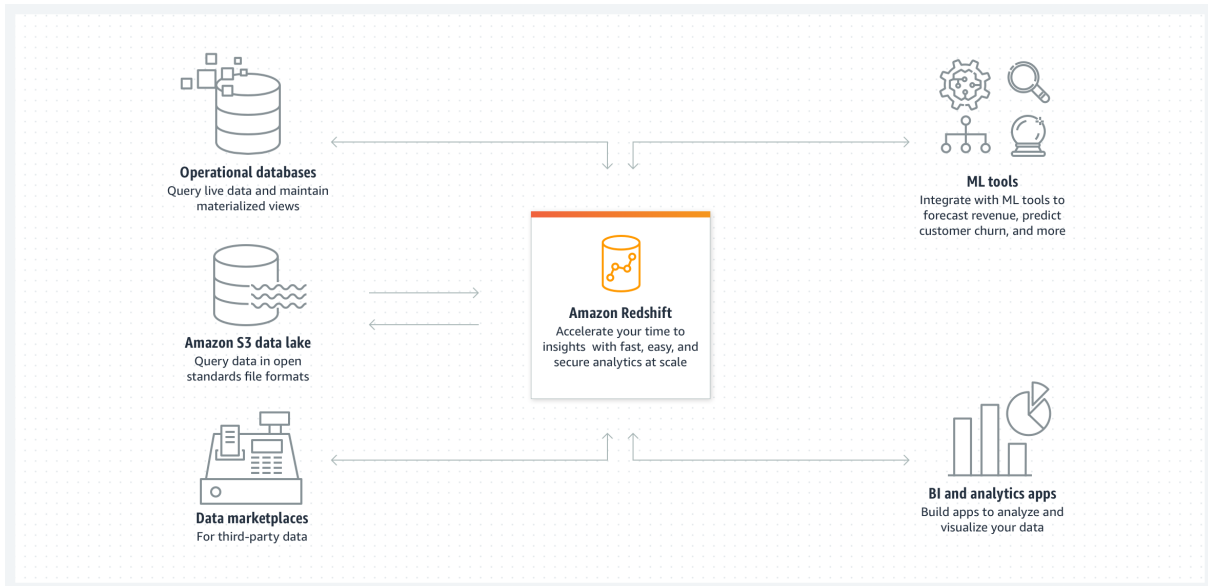 Operational databases
Query live data and maintain
materialized views
Amazon S3 data lake
Query data in open
standards file formats
Data marketplaces
For third-party data
Amazon Redshift
Accelerate your time to
insights with fast, easy, and
secure analytics at scale
ML tools
Integrate with ML tools to
forecast revenue, predict
customer churn, and more
BI and analytics apps
Build apps to analyze and
visualize your data